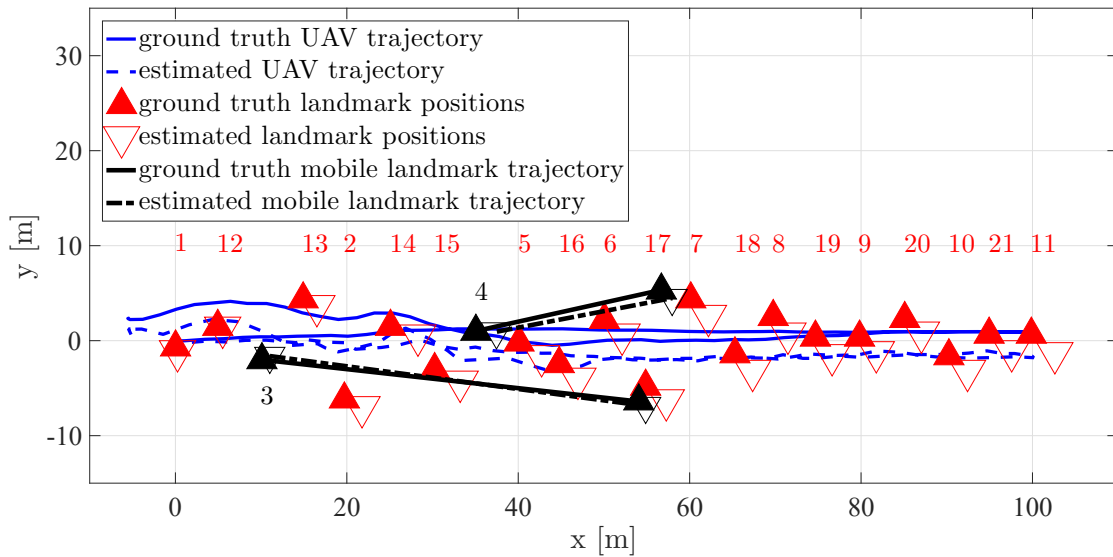 30
20
10
0
-10
y [m]
ground truth UAV trajectory
estimated UAV trajectory
ground truth landmark positions
estimated landmark positions
ground truth mobile landmark trajectory
estimated mobile landmark trajectory
1 12 13 2 14 15 5 16 6 17 7 18 8 19 9 20 10 21 11
4
3
0 20 40 60 80 100
x [m]